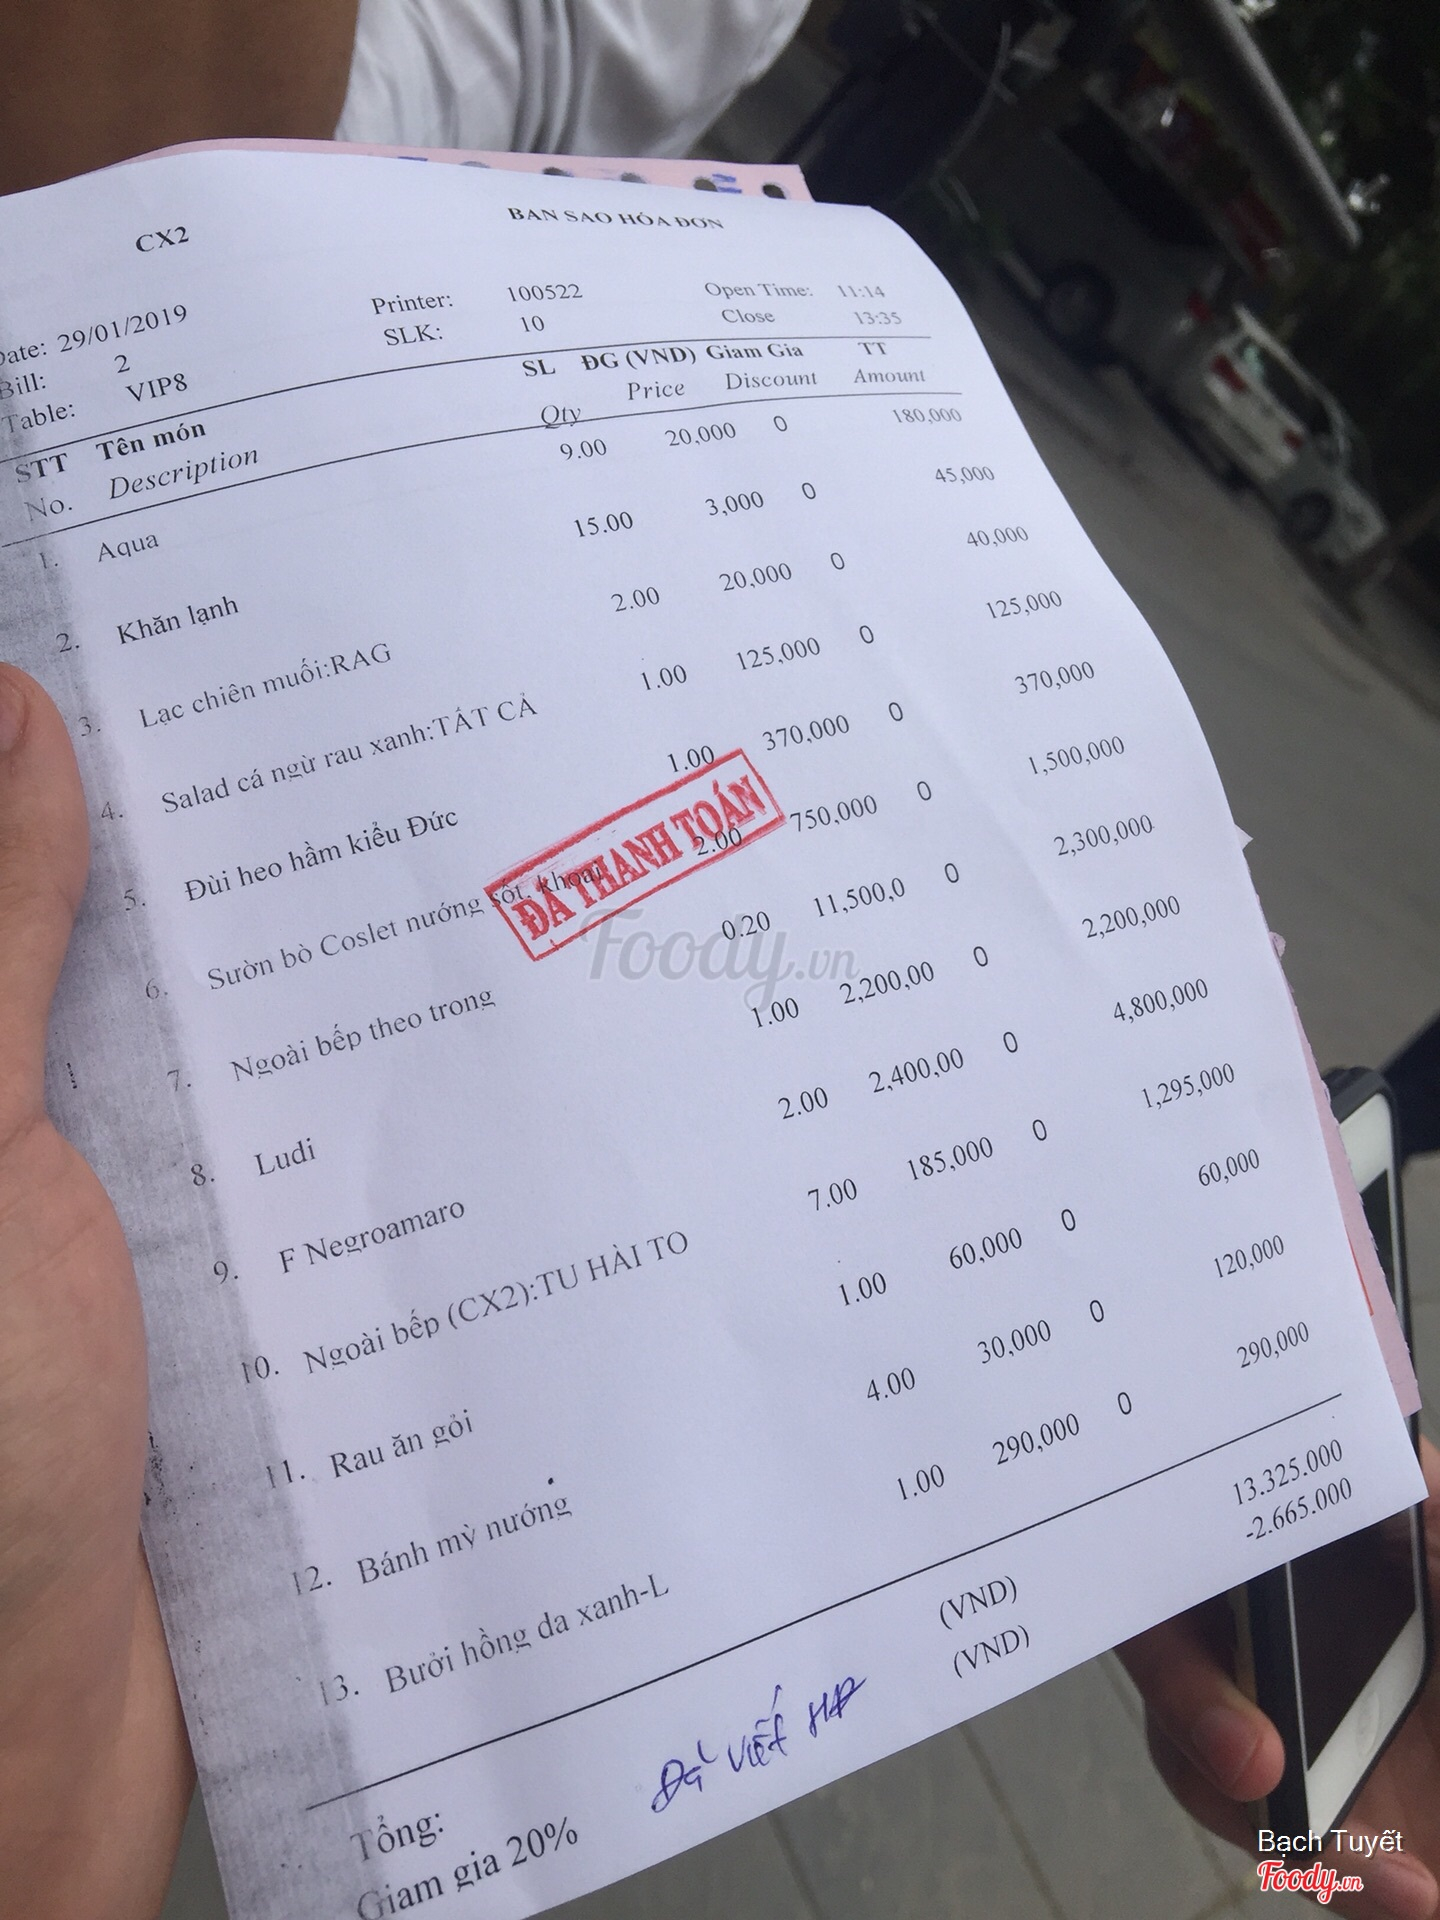 CX2 BAN SAO HÓA ĐƠN
Date: 29/01/2019 Printer: 100522 Open Time: 11:14
Bill: 2 SLK: 10 Close 13:35
Table: VIP8
STT Tên món SL ĐG (VND) Giam Gia TT
No. Description Qty Price Discount Amount
1. Aqua 9.00 20,000 0 180,000
2. Khăn lạnh 15.00 3,000 0 45,000
3. Lạc chiên muối:RAG 2.00 20,000 0 40,000
4. Salad cá ngừ rau xanh:TẤT CẢ 1.00 125,000 0 125,000
5. Đùi heo hầm kiểu Đức 1.00 370,000 0 370,000
6. Sườn bò Coslet nướng sốt, khoai 2.00 750,000 0 1,500,000
7. Ngoài bếp theo trong 0.20 11,500,0 0 2,300,000
8. Ludi 1.00 2,200,00 0 2,200,000
9. F Negroamaro 2.00 2,400,00 0 4,800,000
10. Ngoài bếp (CX2):TU HÀI TO 7.00 185,000 0 1,295,000
11. Rau ăn gỏi 1.00 60,000 0 60,000
12. Bánh mỳ nướng 4.00 30,000 0 120,000
13. Bưởi hồng da xanh-L 1.00 290,000 0 290,000
Tổng: (VND) 13.325.000
Giam gia 20% (VND) -2.665.000
ĐÃ THANH TOÁN
Đã viết HĐ
Foody.vn
Bạch Tuyết
Foody.vn